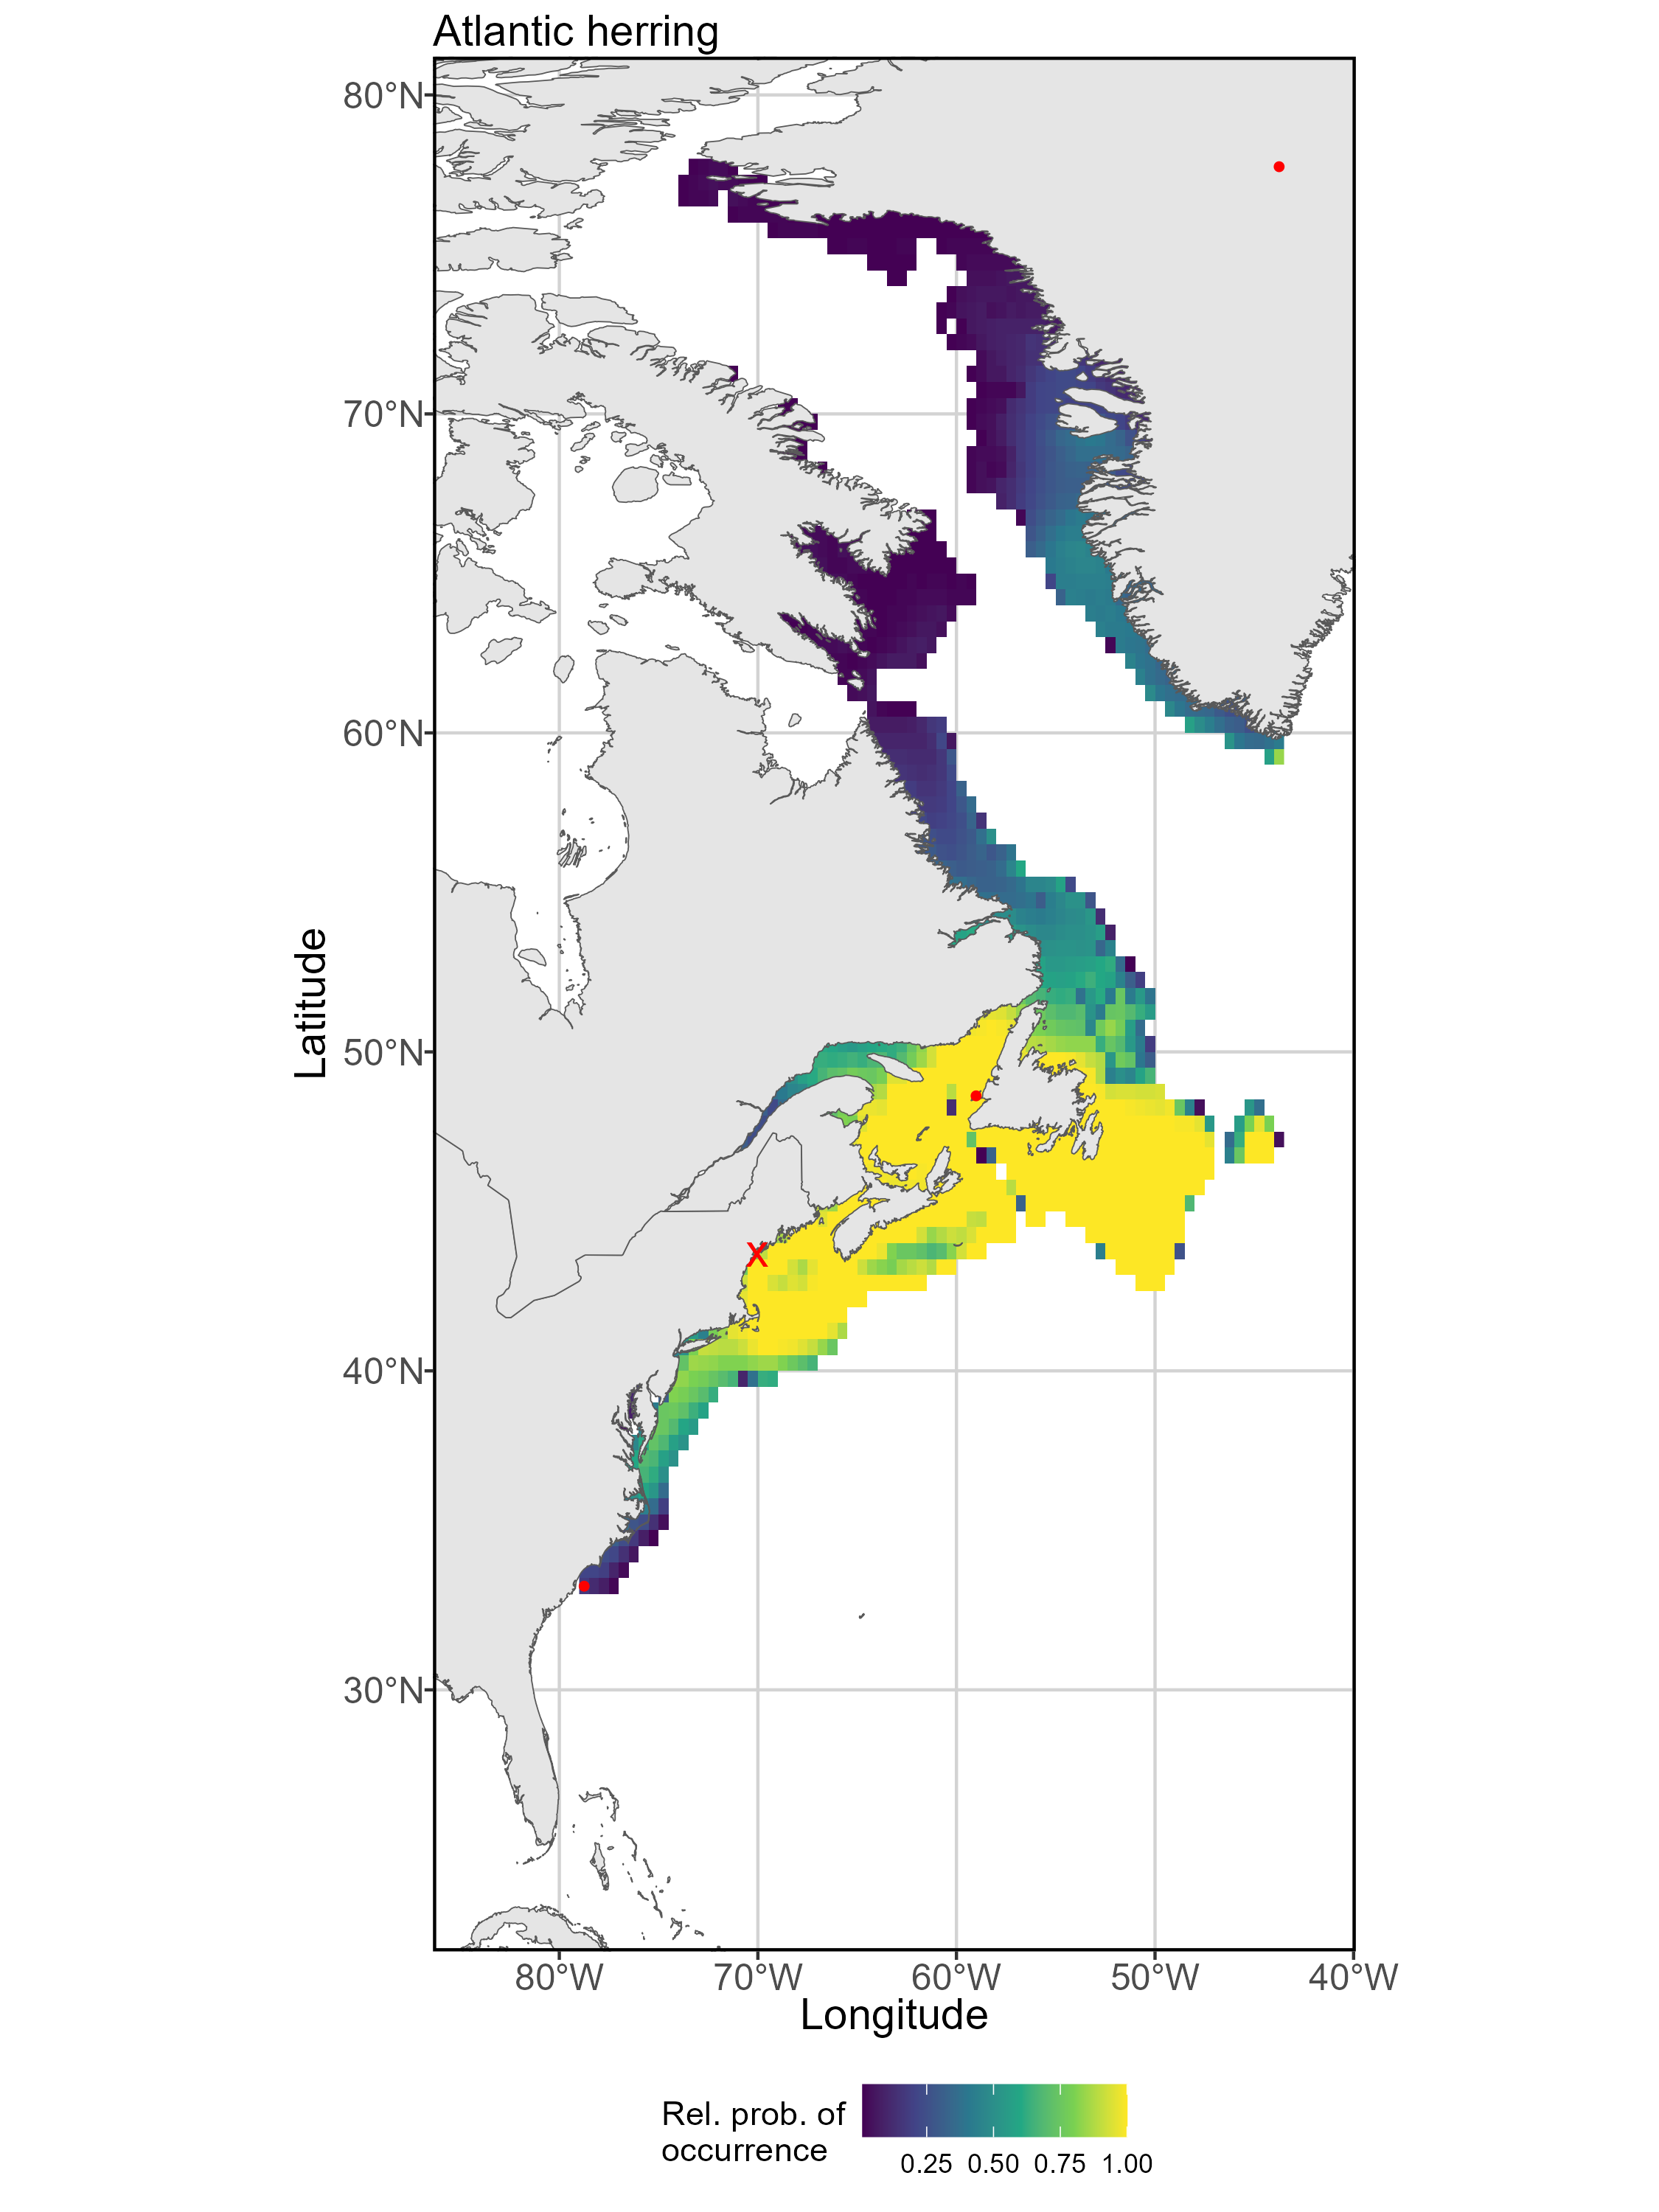 Atlantic herring
80°N
70°N
60°N
50°N
40°N
30°N
Latitude
X
80°W 70°W 60°W 50°W 40°W
Longitude
Rel. prob. of
occurrence
0.25 0.50 0.75 1.00